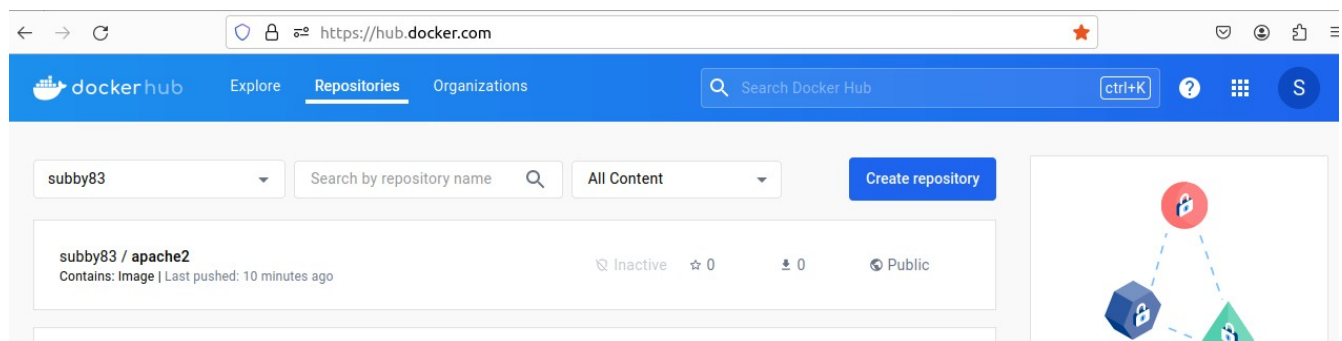 https://hub.docker.com
dockerhub Explore Repositories Organizations Search Docker Hub ctrl+K ? S
subby83 Search by repository name All Content Create repository
subby83 / apache2
Contains: Image | Last pushed: 10 minutes ago Inactive 0 0 Public